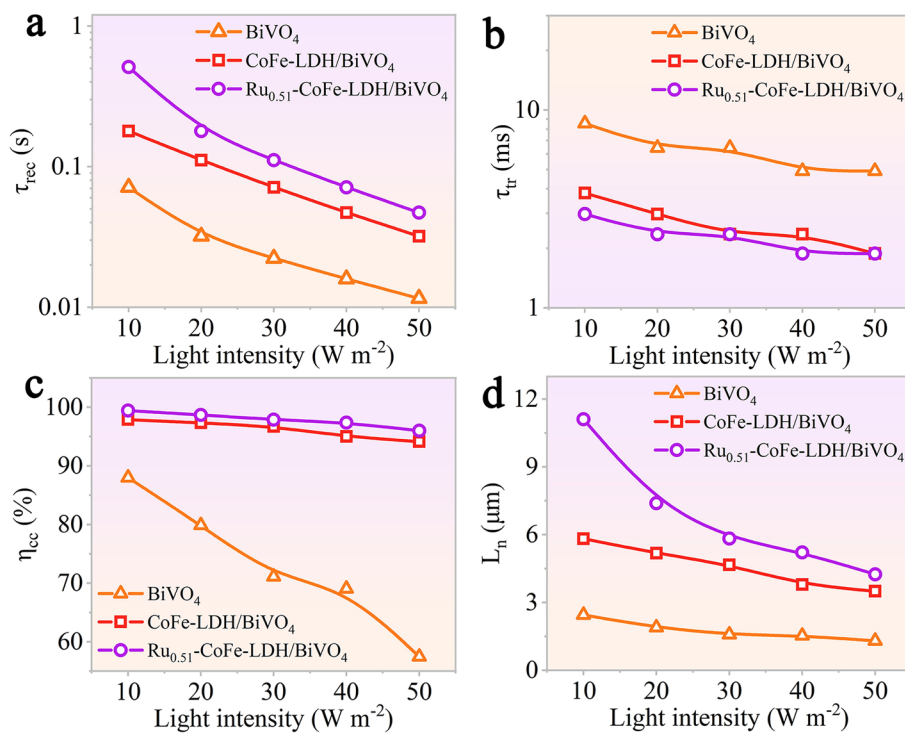 a
BiVO₄
CoFe-LDH/BiVO₄
Ru₀.₅₁-CoFe-LDH/BiVO₄
τrec (s)
1
0.1
0.01
10 20 30 40 50
Light intensity (W m⁻²)
b
BiVO₄
CoFe-LDH/BiVO₄
Ru₀.₅₁-CoFe-LDH/BiVO₄
τtr (ms)
10
1
10 20 30 40 50
Light intensity (W m⁻²)
c
ηcc (%)
100
90
80
70
60
BiVO₄
CoFe-LDH/BiVO₄
Ru₀.₅₁-CoFe-LDH/BiVO₄
10 20 30 40 50
Light intensity (W m⁻²)
d
BiVO₄
CoFe-LDH/BiVO₄
Ru₀.₅₁-CoFe-LDH/BiVO₄
Lₙ (μm)
12
9
6
3
0
10 20 30 40 50
Light intensity (W m⁻²)